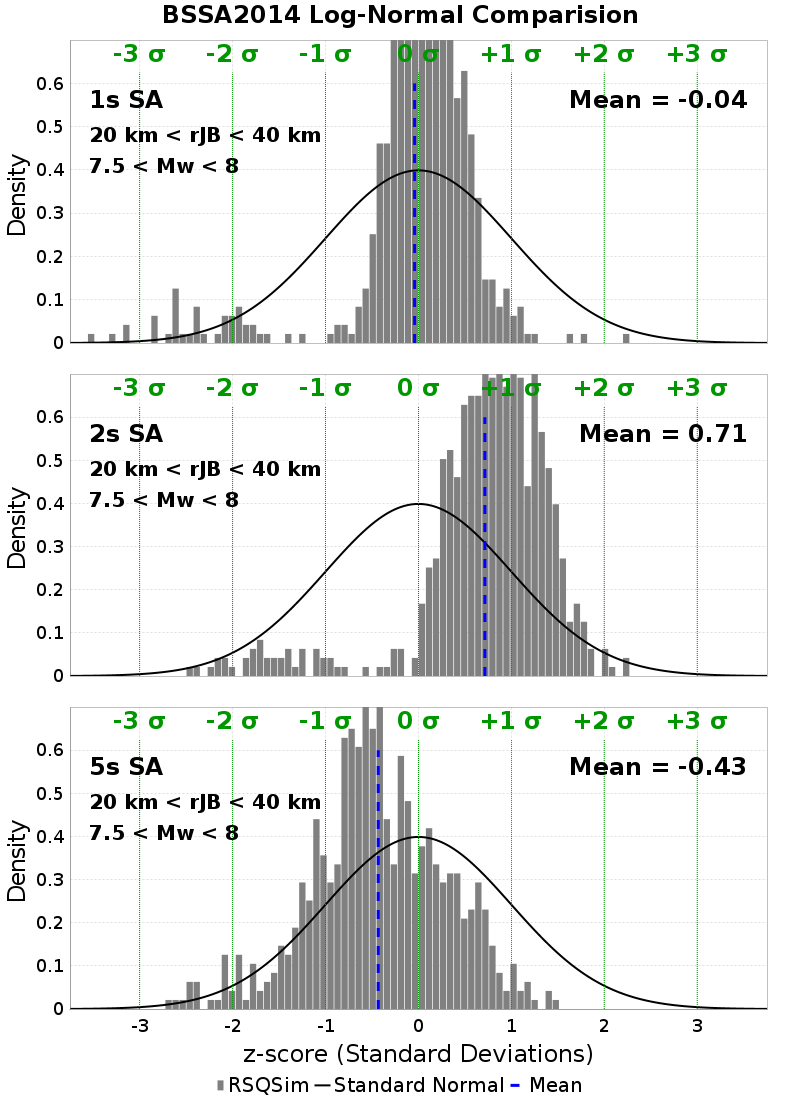 BSSA2014 Log-Normal Comparision
-3 σ -2 σ -1 σ 0 σ +1 σ +2 σ +3 σ
0.6
1s SA Mean = -0.04
0.5
20 km < rJB < 40 km
7.5 < Mw < 8
0.4
Density
0.3
0.2
0.1
0
-3 σ -2 σ -1 σ 0 σ +1 σ +2 σ +3 σ
0.6
2s SA Mean = 0.71
0.5
20 km < rJB < 40 km
7.5 < Mw < 8
0.4
Density
0.3
0.2
0.1
0
-3 σ -2 σ -1 σ 0 σ +1 σ +2 σ +3 σ
0.6
5s SA Mean = -0.43
0.5
20 km < rJB < 40 km
7.5 < Mw < 8
0.4
Density
0.3
0.2
0.1
0
-3 -2 -1 0 1 2 3
z-score (Standard Deviations)
RSQSim Standard Normal Mean